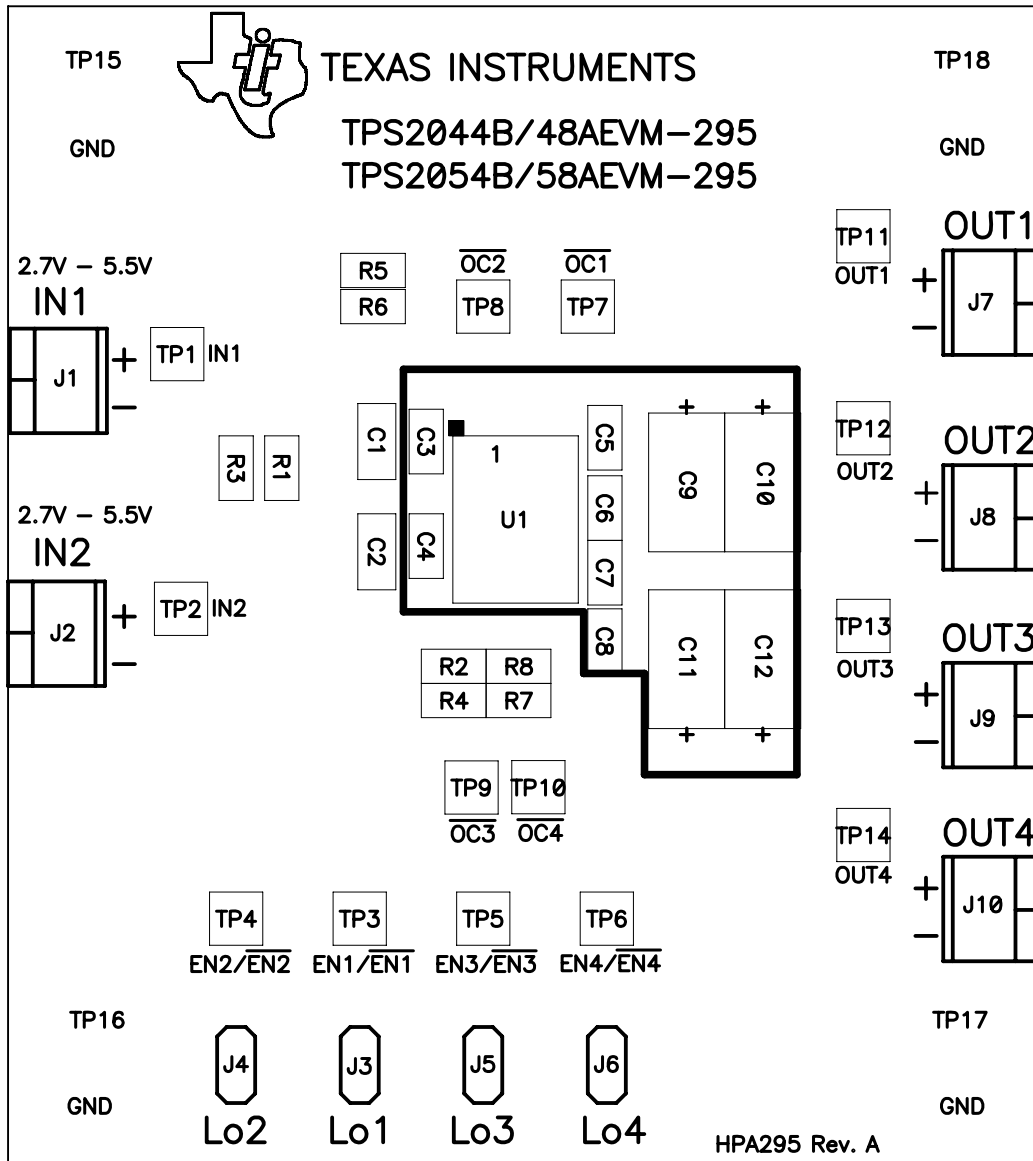 TP15
TEXAS INSTRUMENTS
TP18
GND
TPS2044B/48AEVM-295
TPS2054B/58AEVM-295
GND
TP11
OUT1
OUT1
+
J7
-
2.7V - 5.5V
IN1
J1
+
-
TP1 IN1
R5
R6
OC2
TP8
OC1
TP7
R3
R1
C1
C3
1
U1
C5
C6
C7
C8
C2
C4
+
+
C9
C10
C11
C12
+
+
TP12
OUT2
OUT2
+
J8
-
2.7V - 5.5V
IN2
J2
+
-
TP2 IN2
R2
R8
R4
R7
TP13
OUT3
OUT3
+
J9
-
TP9
OC3
TP10
OC4
TP14
OUT4
OUT4
+
J10
-
TP4
EN2/EN2
TP3
EN1/EN1
TP5
EN3/EN3
TP6
EN4/EN4
TP16
TP17
J4
J3
J5
J6
GND
GND
Lo2
Lo1
Lo3
Lo4
HPA295 Rev. A